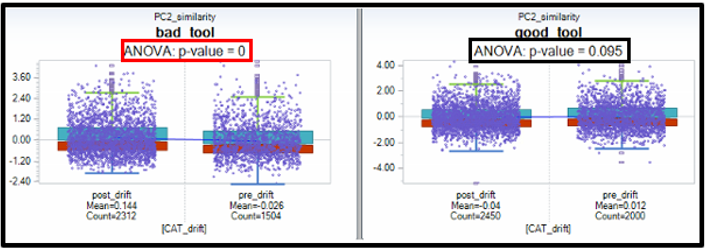 PC2_similarity
bad_tool
ANOVA: p-value = 0
3.60
2.40
1.20
0.00
-1.20
-2.40
post_drift
Mean=0.144
Count=2312
pre_drift
Mean=-0.026
Count=1504
[CAT_drift]
PC2_similarity
good_tool
ANOVA: p-value = 0.095
4.00
2.00
0.00
-2.00
-4.00
post_drift
Mean=-0.04
Count=2450
pre_drift
Mean=0.012
Count=2000
[CAT_drift]